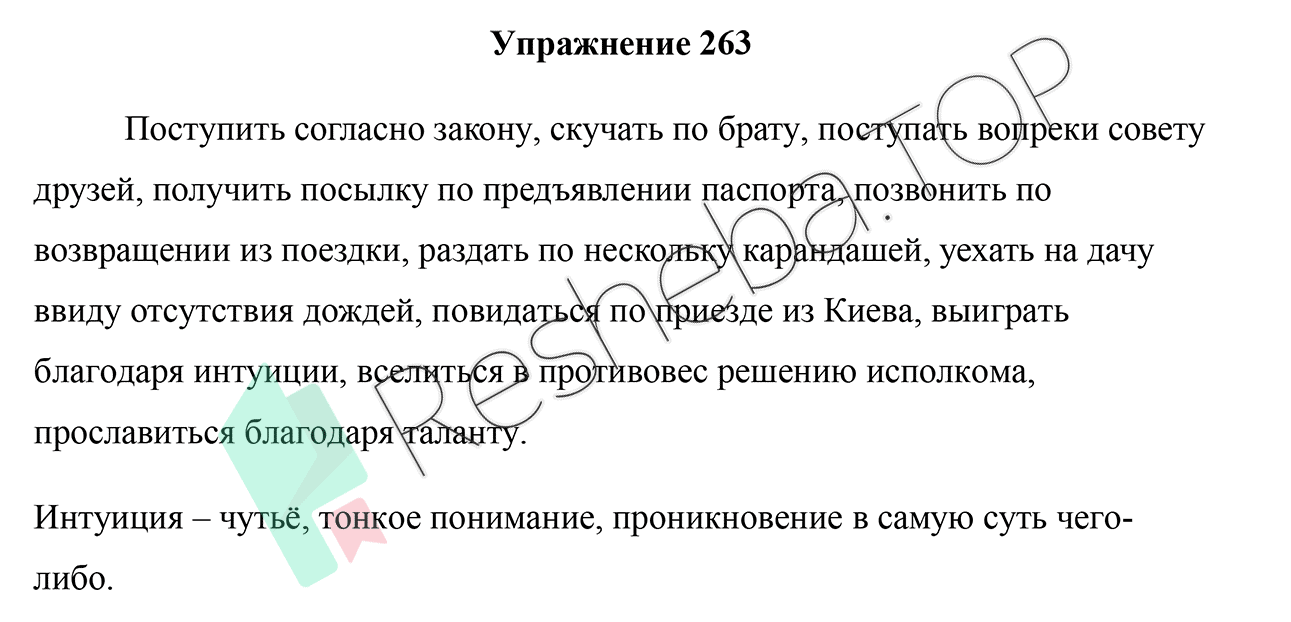 Упражнение 263
Поступить согласно закону, скучать по брату, поступать вопреки совету
друзей, получить посылку по предъявлении паспорта, позвонить по
возвращении из поездки, раздать по нескольку карандашей, уехать на дачу
ввиду отсутствия дождей, повидаться по приезде из Киева, выиграть
благодаря интуиции, вселиться в противовес решению исполкома,
прославиться благодаря таланту.
Интуиция – чутьё, тонкое понимание, проникновение в самую суть чего-
либо.
Resheba.TOP